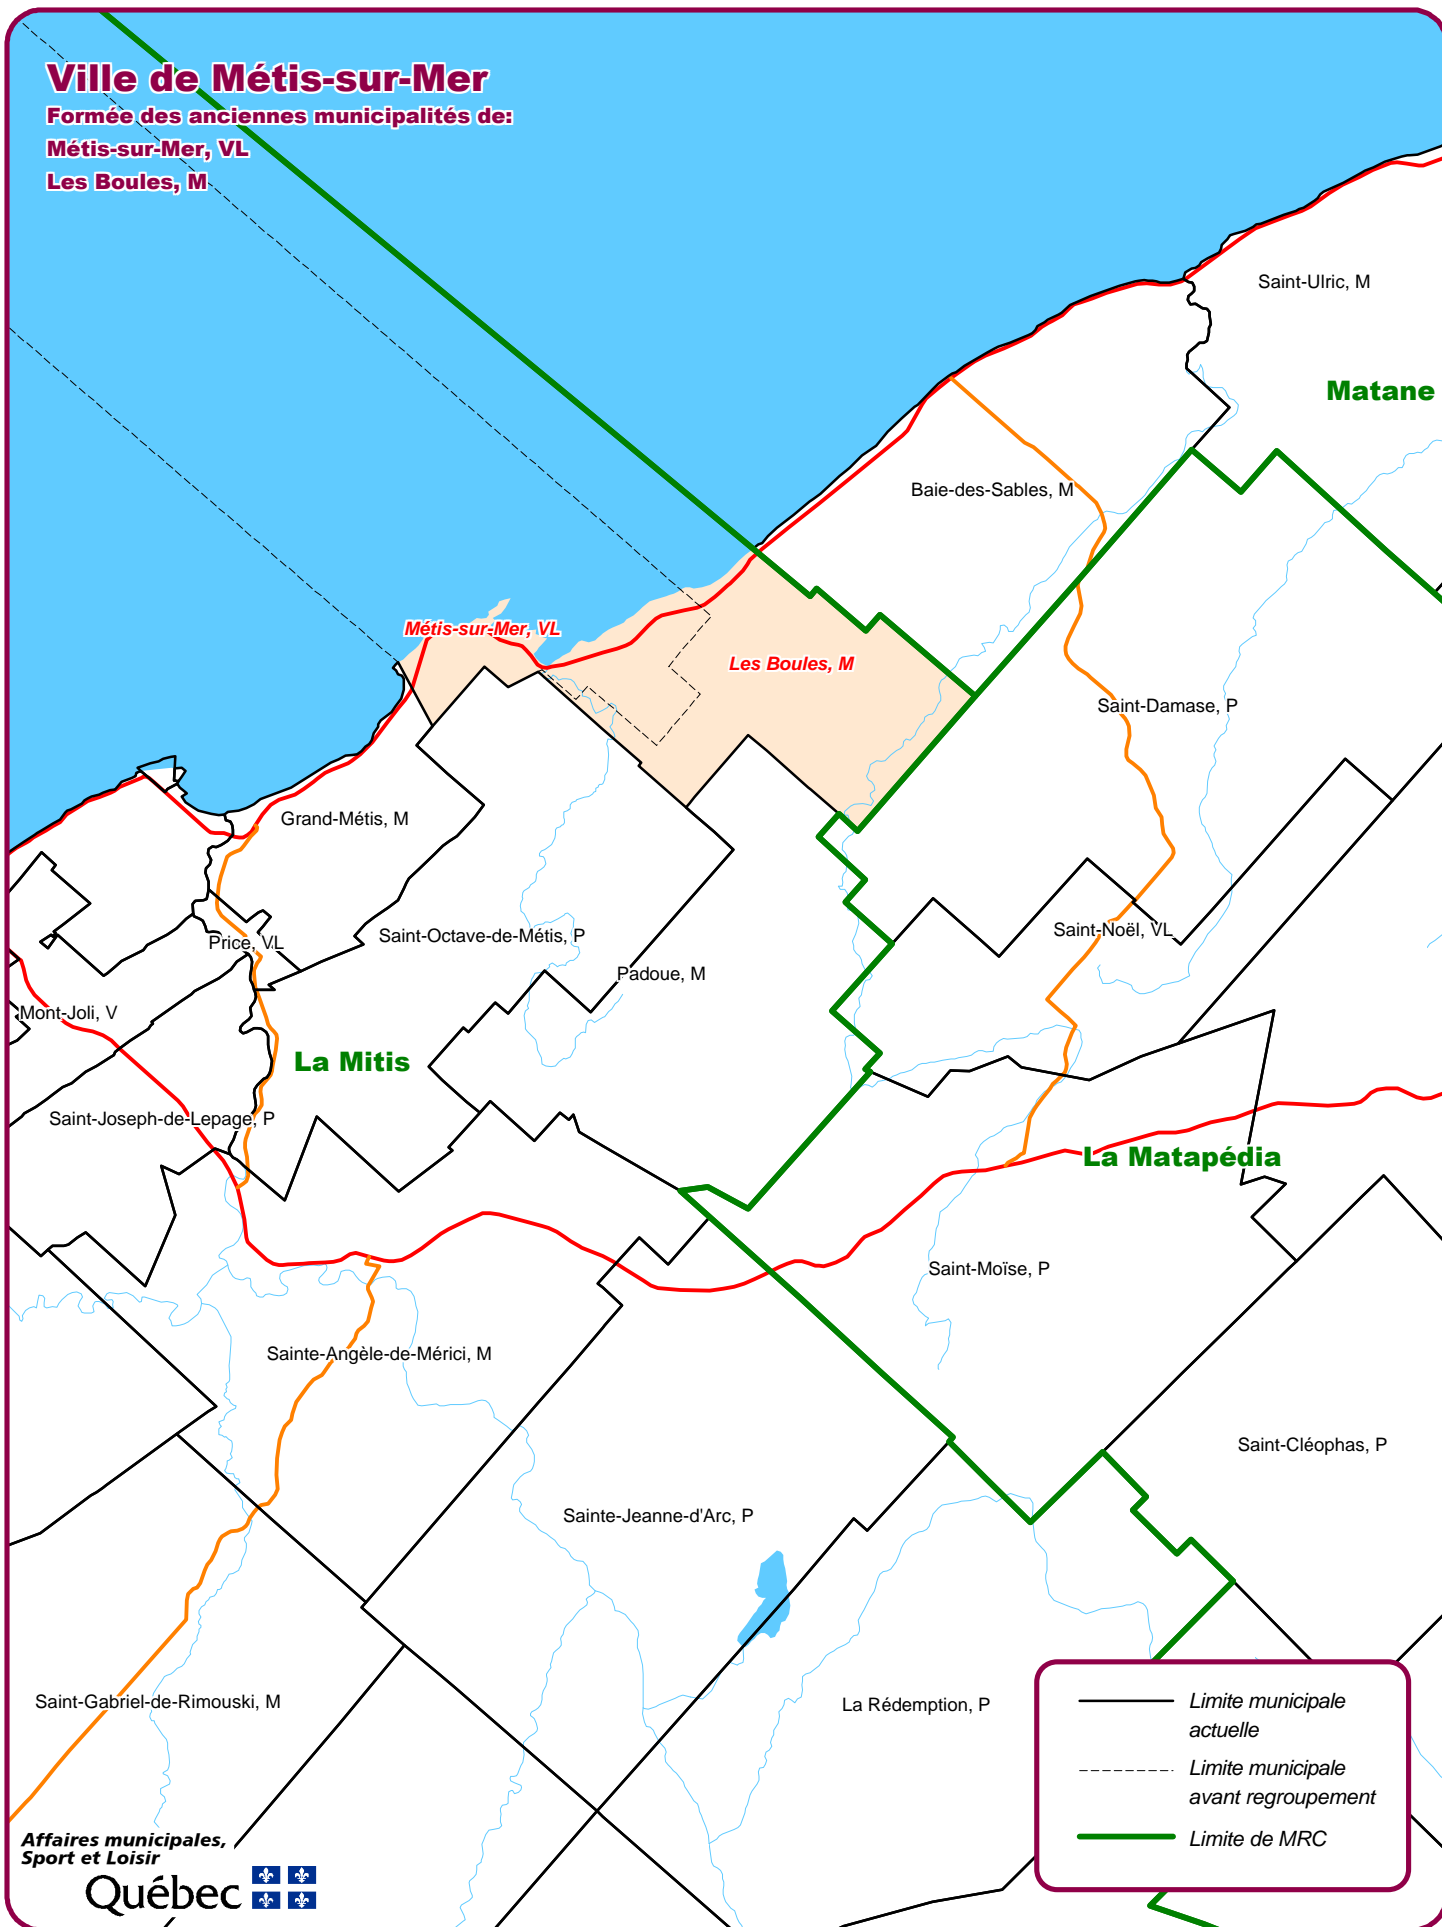 Ville de Métis-sur-Mer
Formée des anciennes municipalités de:
Métis-sur-Mer, VL
Les Boules, M
Saint-Ulric, M
Matane
Baie-des-Sables, M
Métis-sur-Mer, VL
Les Boules, M
Saint-Damase, P
Grand-Métis, M
Saint-Noël, VL
Saint-Octave-de-Métis, P
Price, VL
Padoue, M
Mont-Joli, V
La Mitis
Saint-Joseph-de-Lepage, P
La Matapédia
Saint-Moïse, P
Sainte-Angèle-de-Mérici, M
Saint-Cléophas, P
Sainte-Jeanne-d'Arc, P
Saint-Gabriel-de-Rimouski, M
La Rédemption, P
Limite municipale
actuelle
Limite municipale
avant regroupement
Limite de MRC
Affaires municipales,
Sport et Loisir
Québec